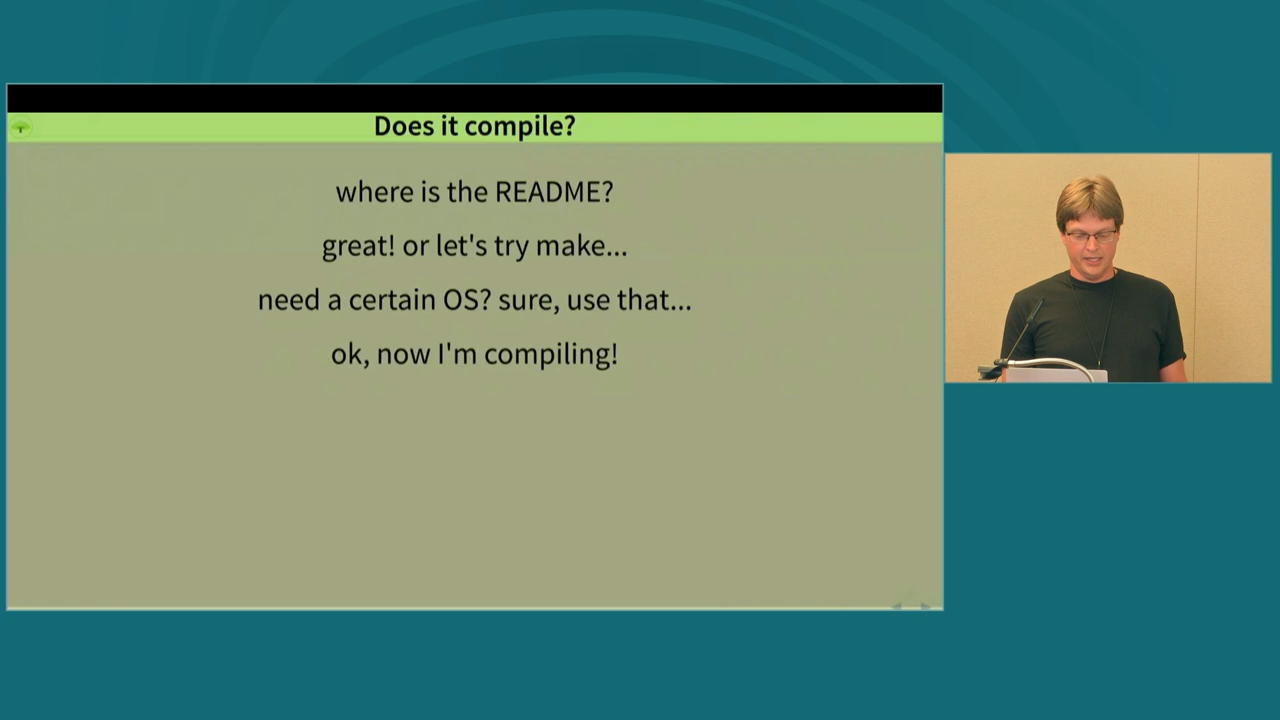 Does it compile?
where is the README?
great! or let's try make...
need a certain OS? sure, use that...
ok, now I'm compiling!